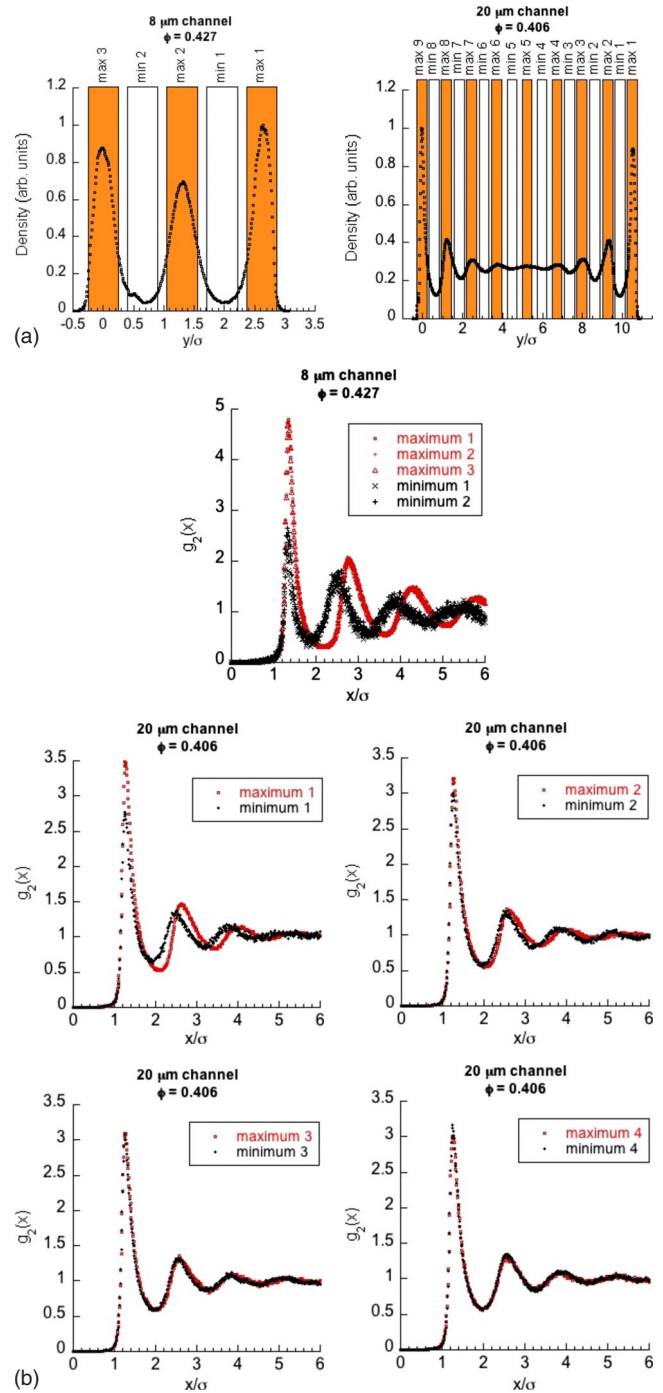 8 μm channel
ϕ = 0.427
max 3
min 2
max 2
min 1
max 1
Density (arb. units)
1.2
1
0.8
0.6
0.4
0.2
0
-0.5 0 0.5 1 1.5 2 2.5 3 3.5
y/σ
(a)
20 μm channel
ϕ = 0.406
max 9
min 8
max 8
min 7
max 7
min 6
max 6
min 5
max 5
min 4
max 4
min 3
max 3
min 2
max 2
min 1
max 1
Density (arb. units)
1.2
1
0.8
0.6
0.4
0.2
0
0 2 4 6 8 10
y/σ
8 μm channel
ϕ = 0.427
g2(x)
5
4
3
2
1
0
maximum 1
maximum 2
maximum 3
minimum 1
minimum 2
0 1 2 3 4 5 6
x/σ
20 μm channel
ϕ = 0.406
g2(x)
3.5
3
2.5
2
1.5
1
0.5
0
maximum 1
minimum 1
0 1 2 3 4 5 6
x/σ
20 μm channel
ϕ = 0.406
g2(x)
3.5
3
2.5
2
1.5
1
0.5
0
maximum 2
minimum 2
0 1 2 3 4 5 6
x/σ
20 μm channel
ϕ = 0.406
g2(x)
3.5
3
2.5
2
1.5
1
0.5
0
maximum 3
minimum 3
0 1 2 3 4 5 6
x/σ
20 μm channel
ϕ = 0.406
g2(x)
3.5
3
2.5
2
1.5
1
0.5
0
maximum 4
minimum 4
0 1 2 3 4 5 6
x/σ
(b)